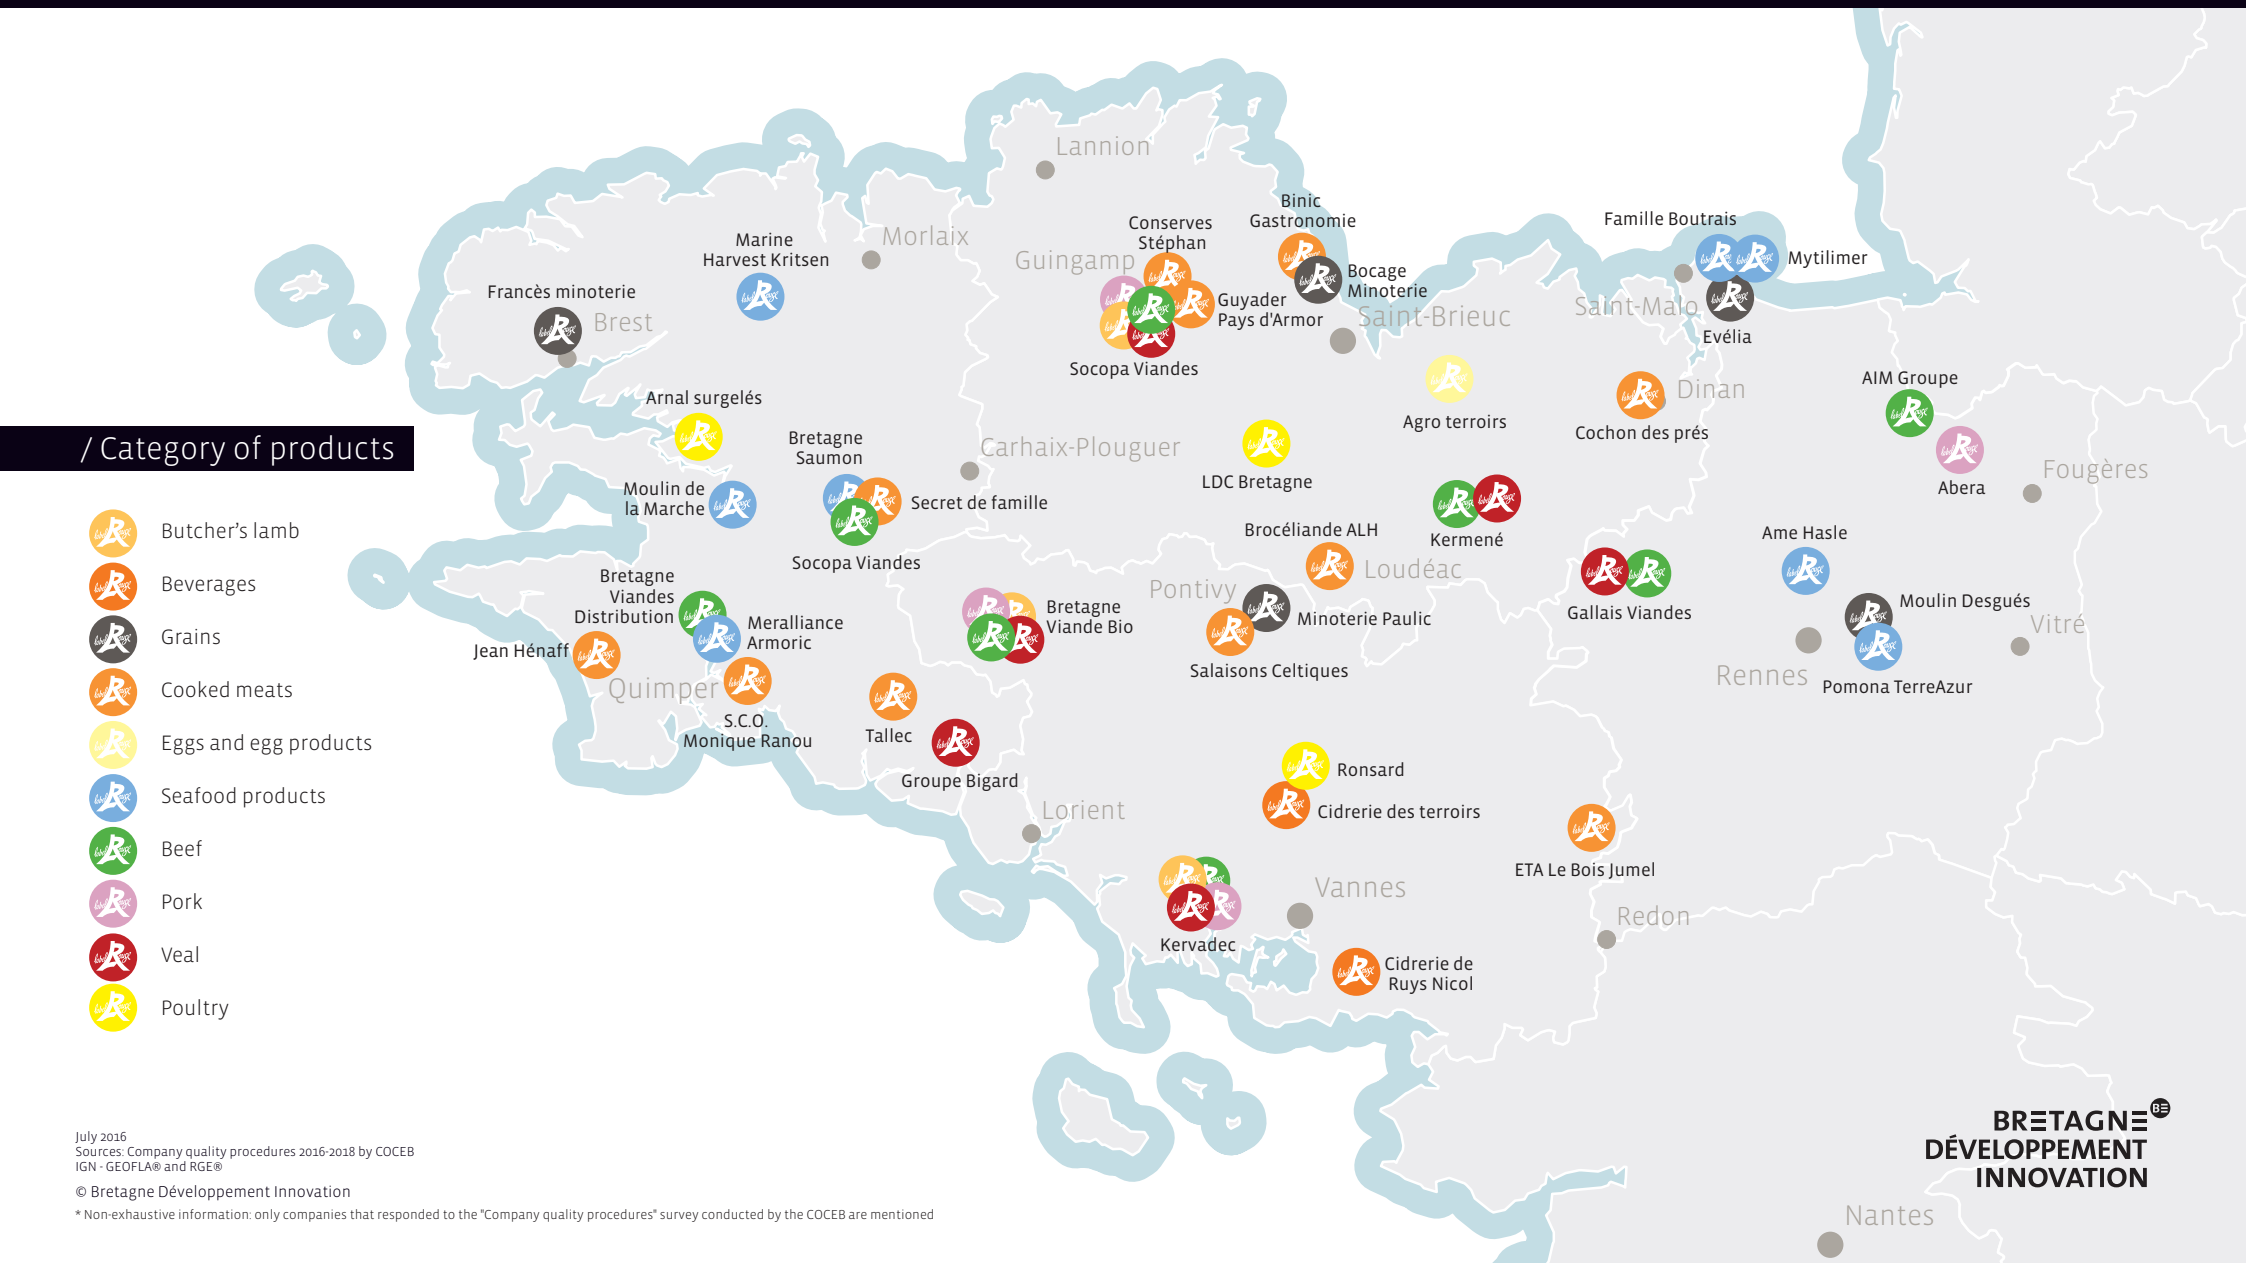 Lannion
Binic
Gastronomie
Conserves
Stéphan
Famille Boutrais
Marine
Harvest Kritsen
Morlaix
Guingamp
Mytilimer
Bocage
Minoterie
Francès minoterie
Brest
Guyader
Pays d'Armor
Saint-Brieuc
Saint-Malo
Evélia
Socopa Viandes
AIM Groupe
Dinan
Arnal surgelés
Agro terroirs
Cochon des prés
/ Category of products
Bretagne
Saumon
Carhaix-Plouguer
Fougères
LDC Bretagne
Abera
Moulin de
la Marche
Secret de famille
Butcher's lamb
Brocéliande ALH
Kermené
Ame Hasle
Socopa Viandes
Loudéac
Beverages
Bretagne
Viandes
Distribution
Pontivy
Bretagne
Viande Bio
Minoterie Paulic
Gallais Viandes
Moulin Desgués
Vitré
Grains
Meralliance
Armoric
Jean Hénaff
Salaisons Celtiques
Rennes
Pomona TerreAzur
Cooked meats
Quimper
S.C.O.
Monique Ranou
Tallec
Eggs and egg products
Groupe Bigard
Ronsard
Seafood products
Lorient
Cidrerie des terroirs
Beef
ETA Le Bois Jumel
Vannes
Pork
Redon
Kervadec
Veal
Cidrerie de
Ruys Nicol
Poultry
BRETAGNE
DÉVELOPPEMENT
INNOVATION
July 2016
Sources: Company quality procedures 2016-2018 by COCEB
IGN - GEOFLA® and RGE®
© Bretagne Développement Innovation
* Non-exhaustive information: only companies that responded to the "Company quality procedures" survey conducted by the COCEB are mentioned
Nantes